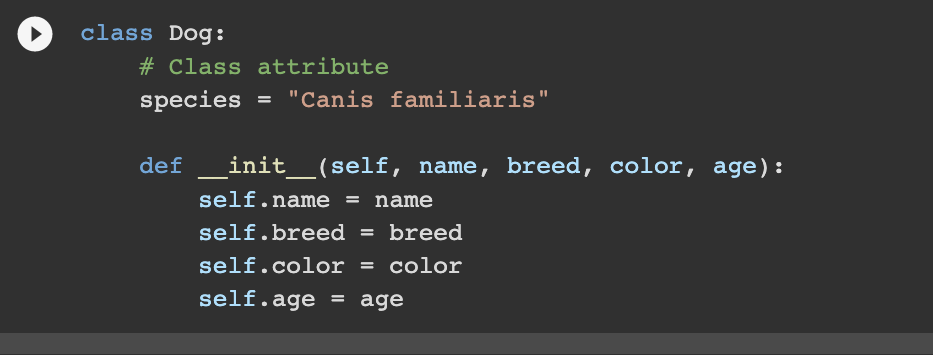 class Dog:
    # Class attribute
    species = "Canis familiaris"

    def __init__(self, name, breed, color, age):
        self.name = name
        self.breed = breed
        self.color = color
        self.age = age